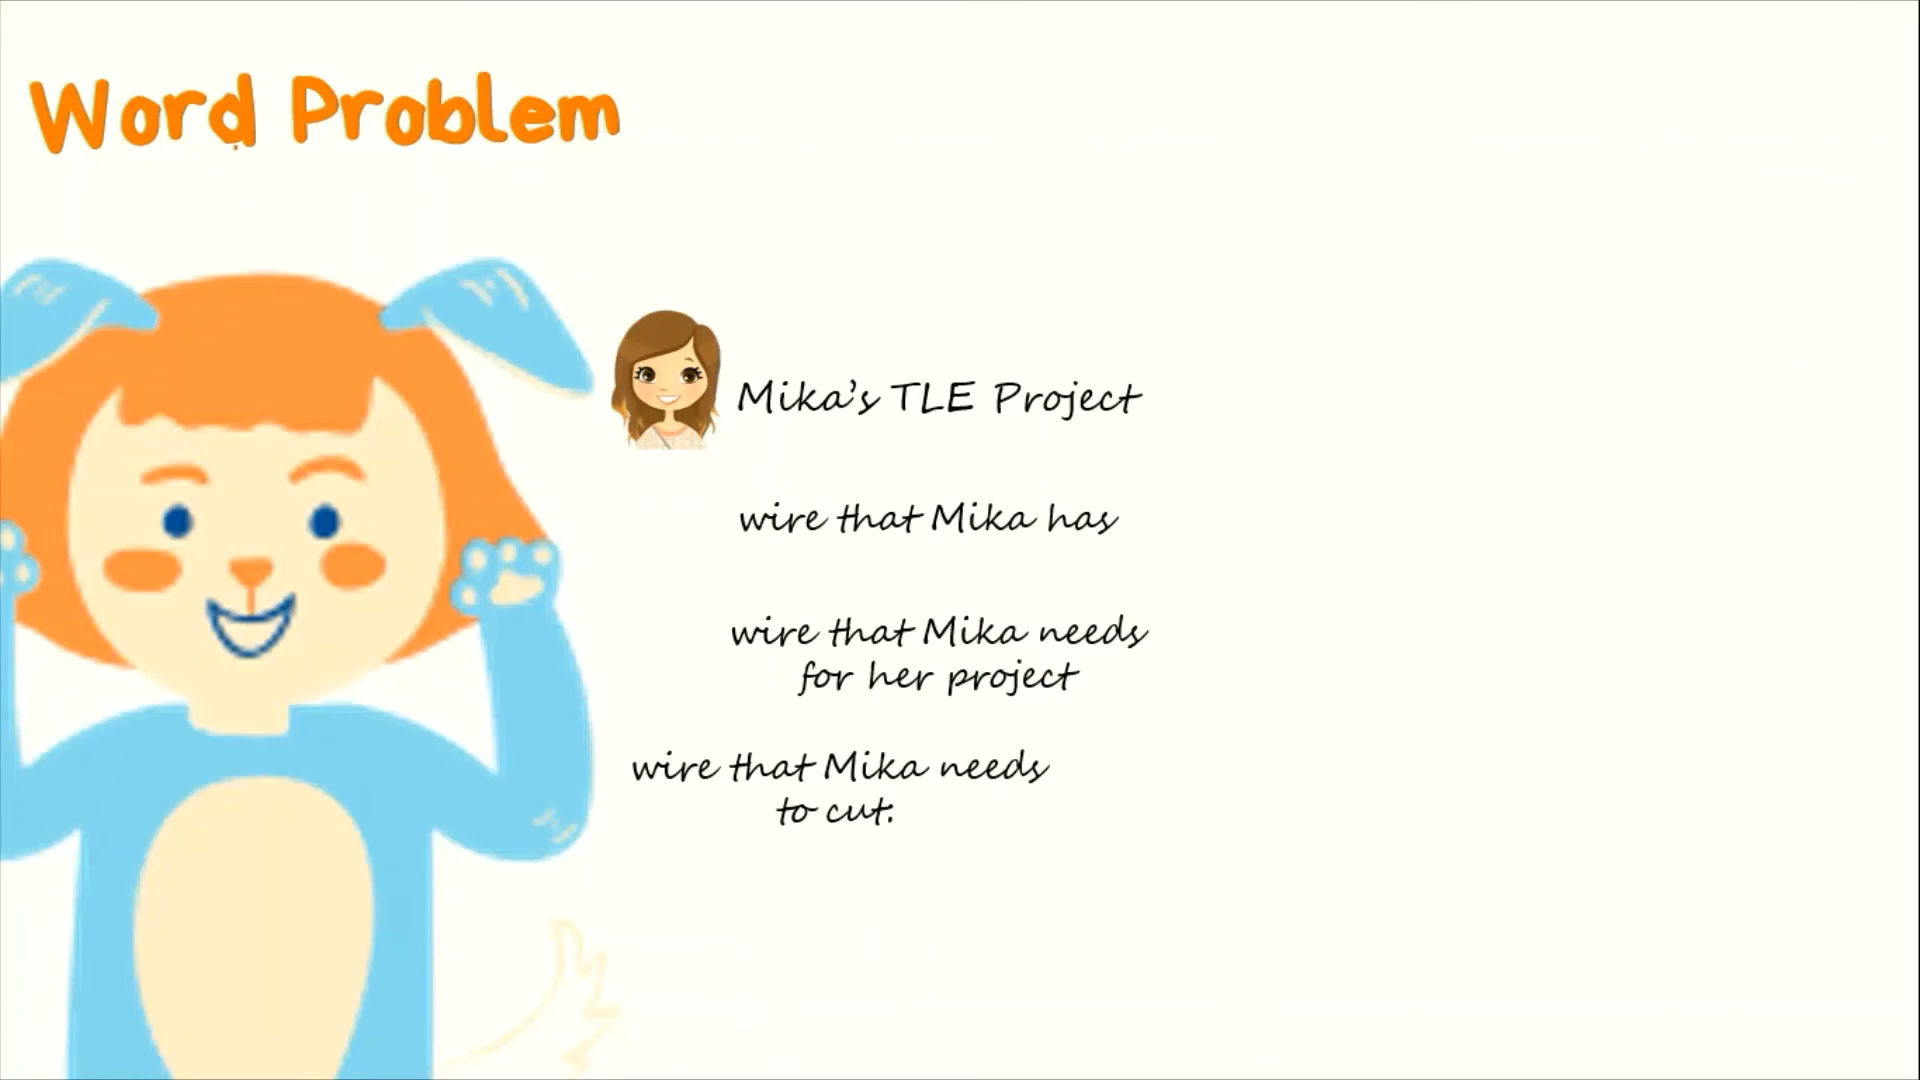 Word Problem
Mika's TLE Project
wire that Mika has
wire that Mika needs
for her project
wire that Mika needs
to cut: